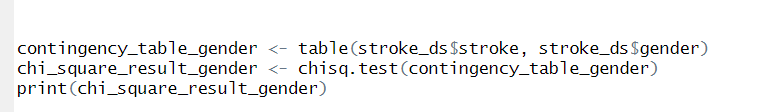 contingency_table_gender <- table(stroke_ds$stroke, stroke_ds$gender)
chi_square_result_gender <- chisq.test(contingency_table_gender)
print(chi_square_result_gender)